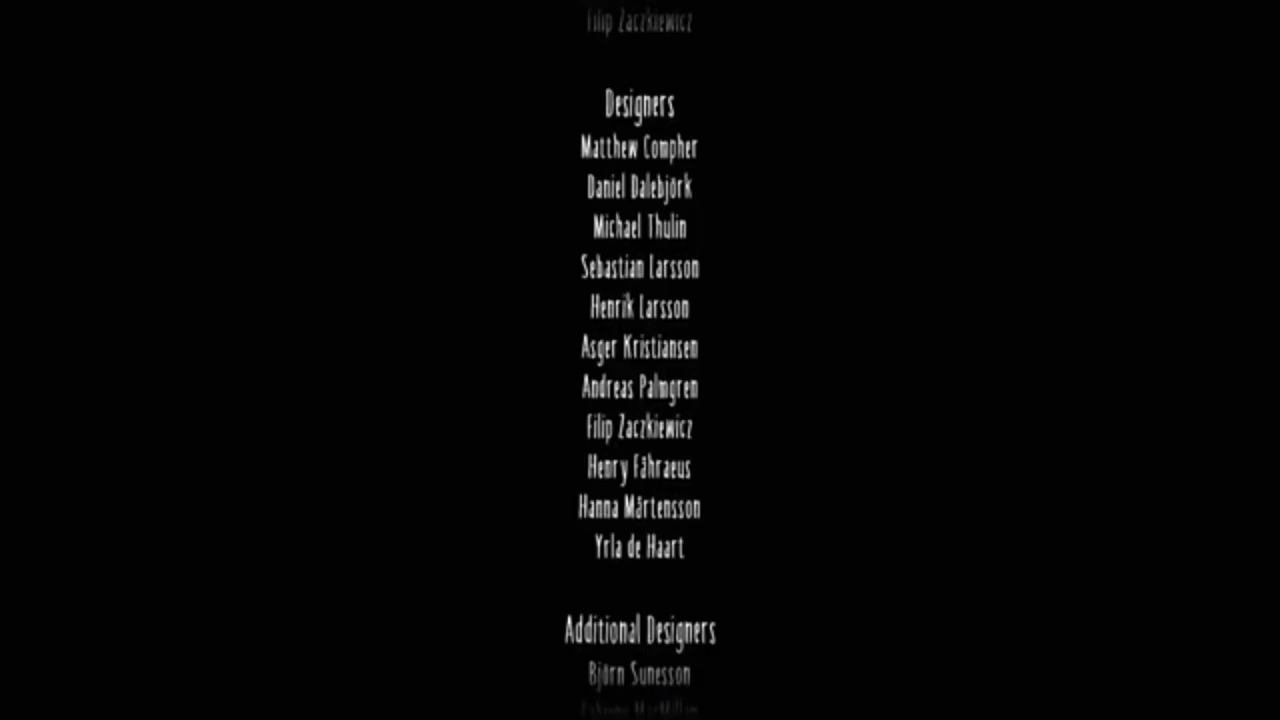 Filip Zaczkiewicz
Designers
Matthew Compher
Daniel Dalebjörk
Michael Thulin
Sebastian Larsson
Henrik Larsson
Asger Kristiansen
Andreas Palmgren
Filip Zaczkiewicz
Henry Fåhraeus
Hanna Mårtensson
Yrla de Haart
Additional Designers
Björn Sunesson